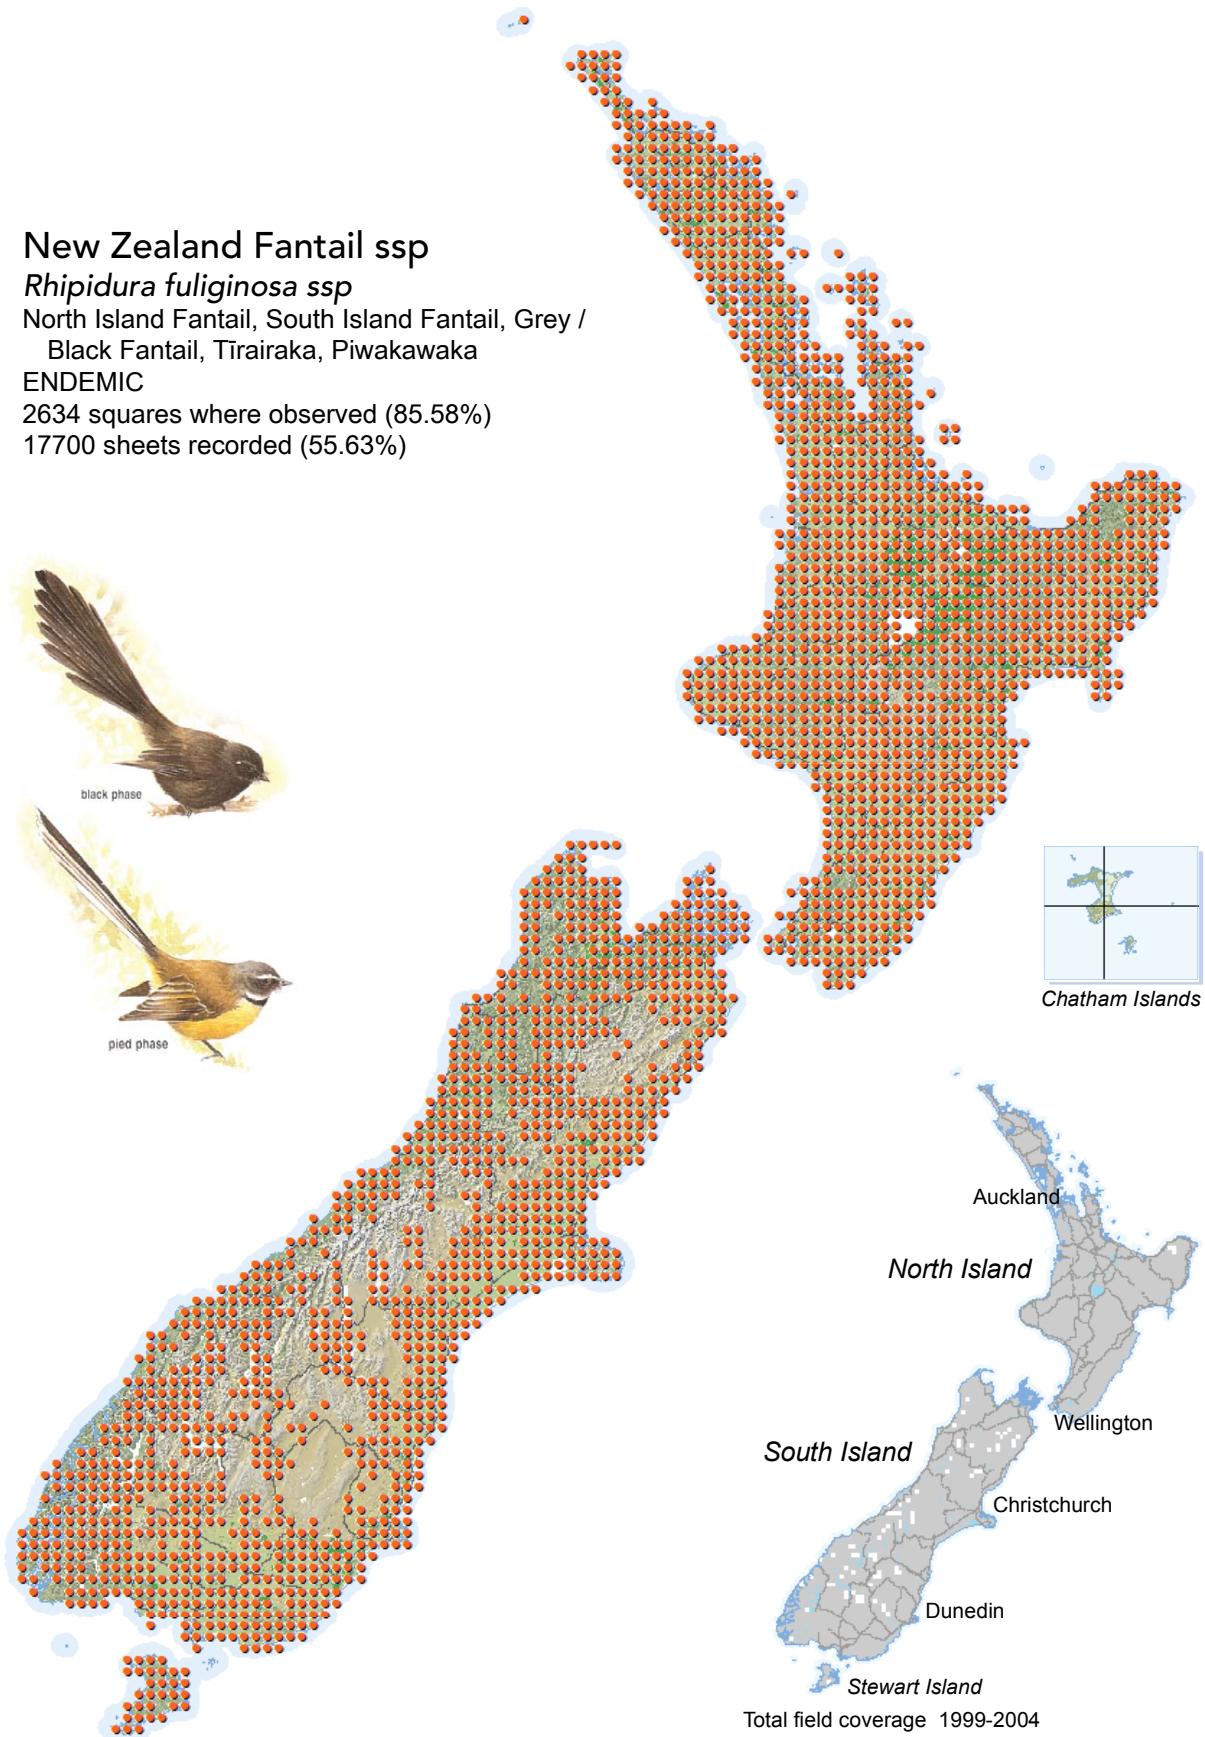 New Zealand Fantail ssp
Rhipidura fuliginosa ssp
North Island Fantail, South Island Fantail, Grey /
Black Fantail, Tīrairaka, Piwakawaka
ENDEMIC
2634 squares where observed (85.58%)
17700 sheets recorded (55.63%)
black phase
pied phase
Chatham Islands
Auckland
North Island
Wellington
South Island
Christchurch
Dunedin
Stewart Island
Total field coverage 1999-2004